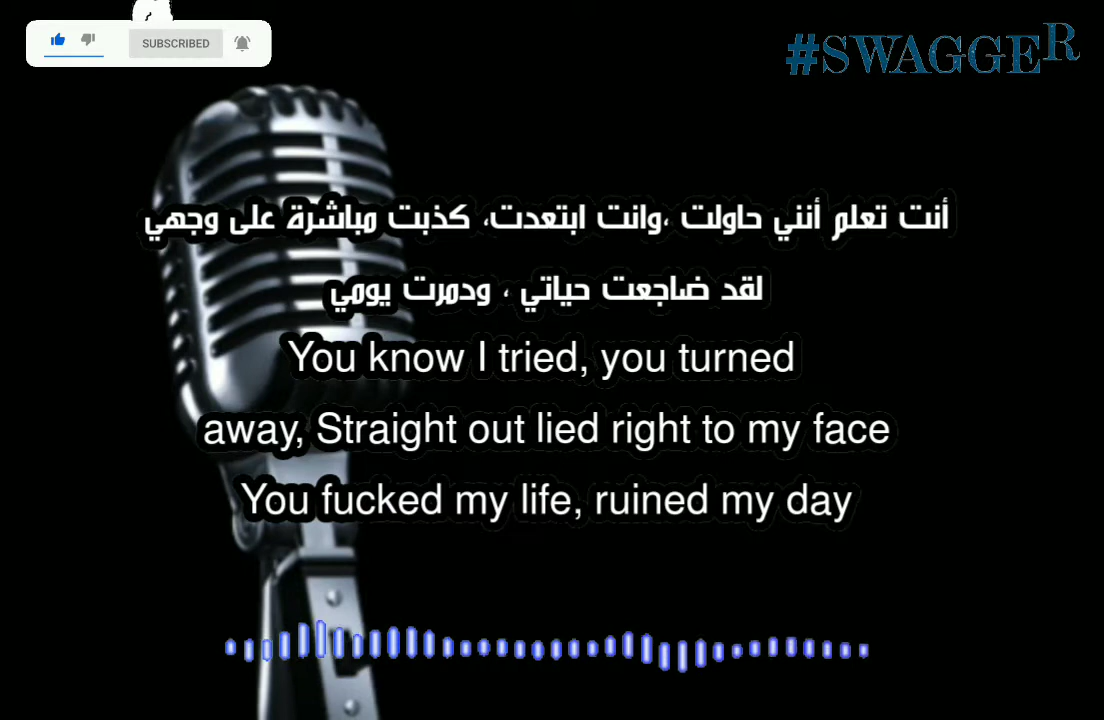 SUBSCRIBED
#SWAGGER
أنت تعلم أنني حاولت ،وانت ابتعدت، كذبت مباشرة على وجهي
لقد ضاجعت حياتي ، ودمرت يومي
You know I tried, you turned
away, Straight out lied right to my face
You fucked my life, ruined my day